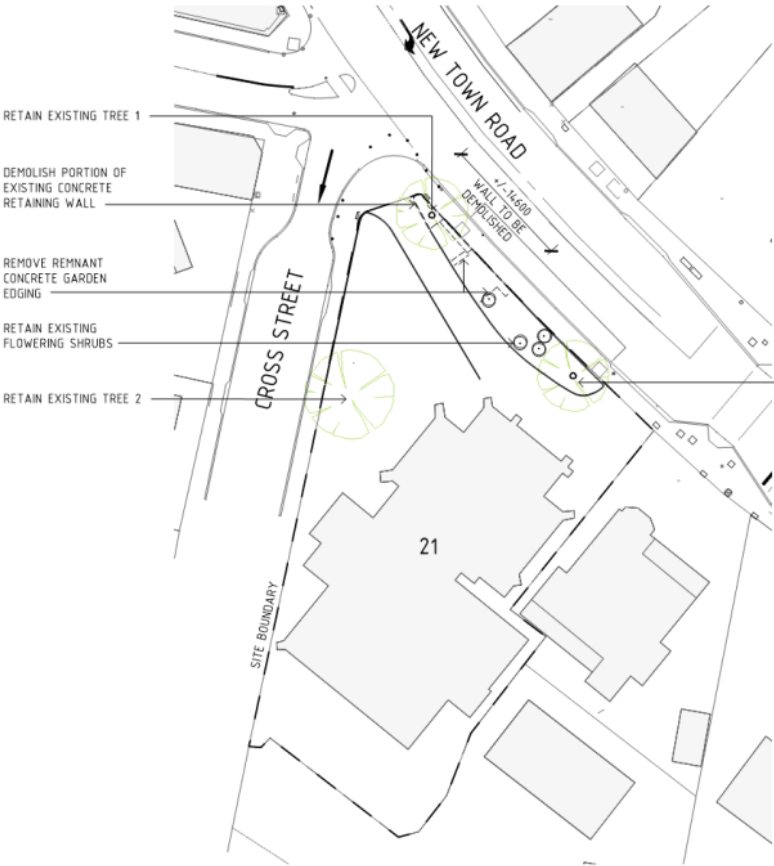 NEW TOWN ROAD
RETAIN EXISTING TREE 1
DEMOLISH PORTION OF
EXISTING CONCRETE
RETAINING WALL
+/-14600
WALL TO BE
DEMOLISHED
REMOVE REMNANT
CONCRETE GARDEN
EDGING
CROSS STREET
RETAIN EXISTING
FLOWERING SHRUBS
RETAIN EXISTING TREE 2
21
SITE BOUNDARY